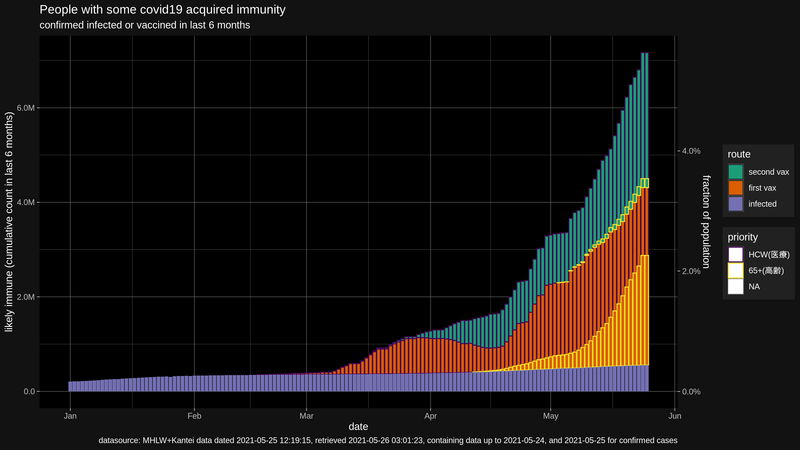 People with some covid19 acquired immunity
confirmed infected or vaccined in last 6 months
likely immune (cumulative count in last 6 months)
6.0M
4.0M
2.0M
0.0
4.0%
2.0%
0.0%
fraction of population
Jan
Feb
Mar
Apr
May
Jun
date
route
second vax
first vax
infected
priority
HCW(医療)
65+(高齢)
NA
datasource: MHLW+Kantei data dated 2021-05-25 12:19:15, retrieved 2021-05-26 03:01:23, containing data up to 2021-05-24, and 2021-05-25 for confirmed cases